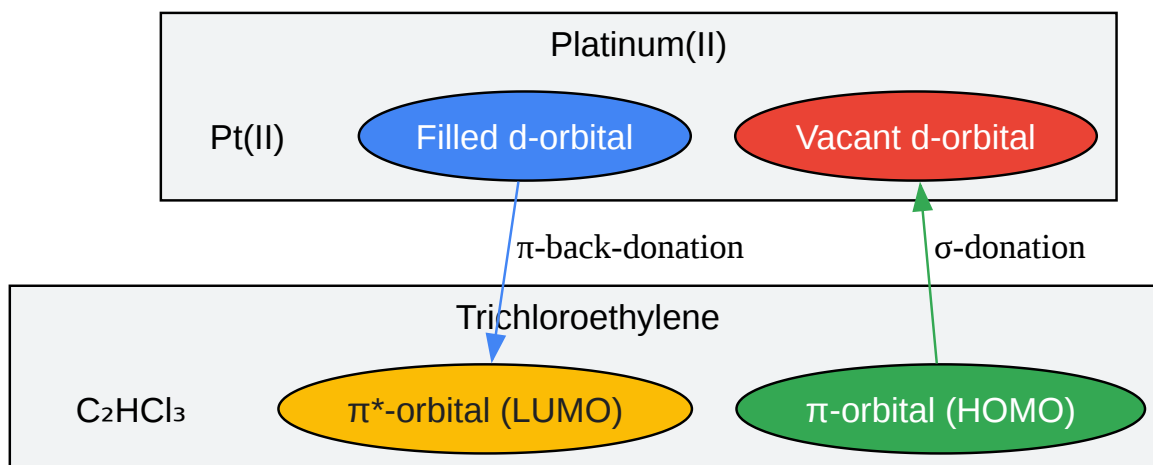 Platinum(II)
Pt(II)
Filled d-orbital
Vacant d-orbital
π-back-donation
σ-donation
Trichloroethylene
C₂HCl₃
π*-orbital (LUMO)
π-orbital (HOMO)